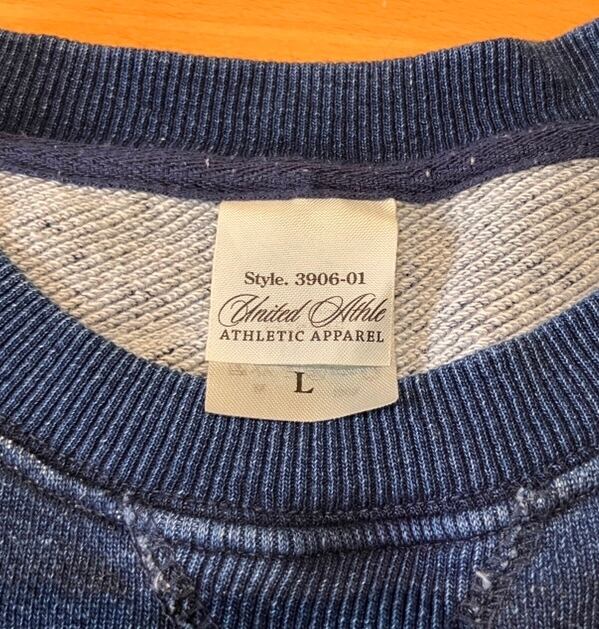 Style. 3906-01
United Athle
ATHLETIC APPAREL
L